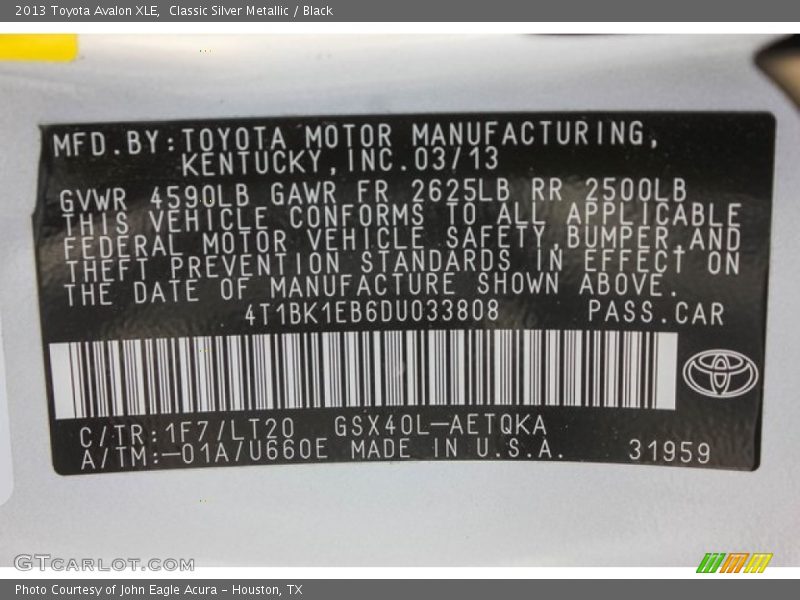 2013 Toyota Avalon XLE,  Classic Silver Metallic / Black
MFD.BY:TOYOTA MOTOR MANUFACTURING,
KENTUCKY,INC.03/13
GVWR 4590LB GAWR FR 2625LB RR 2500LB
THIS VEHICLE CONFORMS TO ALL APPLICABLE
FEDERAL MOTOR VEHICLE SAFETY,BUMPER,AND
THEFT PREVENTION STANDARDS IN EFFECT ON
THE DATE OF MANUFACTURE SHOWN ABOVE.
4T1BK1EB6DU033808 PASS.CAR
C/TR:1F7/LT20 GSX40L-AETQKA
A/TM:-01A/U660E MADE IN U.S.A. 31959
GTCARLOT.COM
Photo Courtesy of John Eagle Acura - Houston, TX